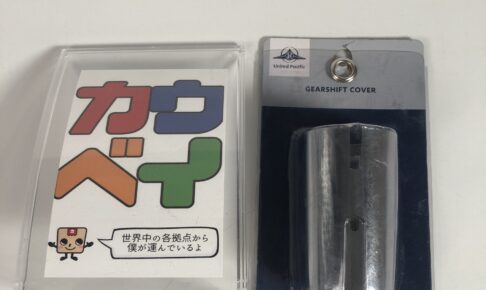 カウ
ベイ
世界中の各拠点から
僕が運んでいるよ
United Pacific
GEARSHIFT COVER